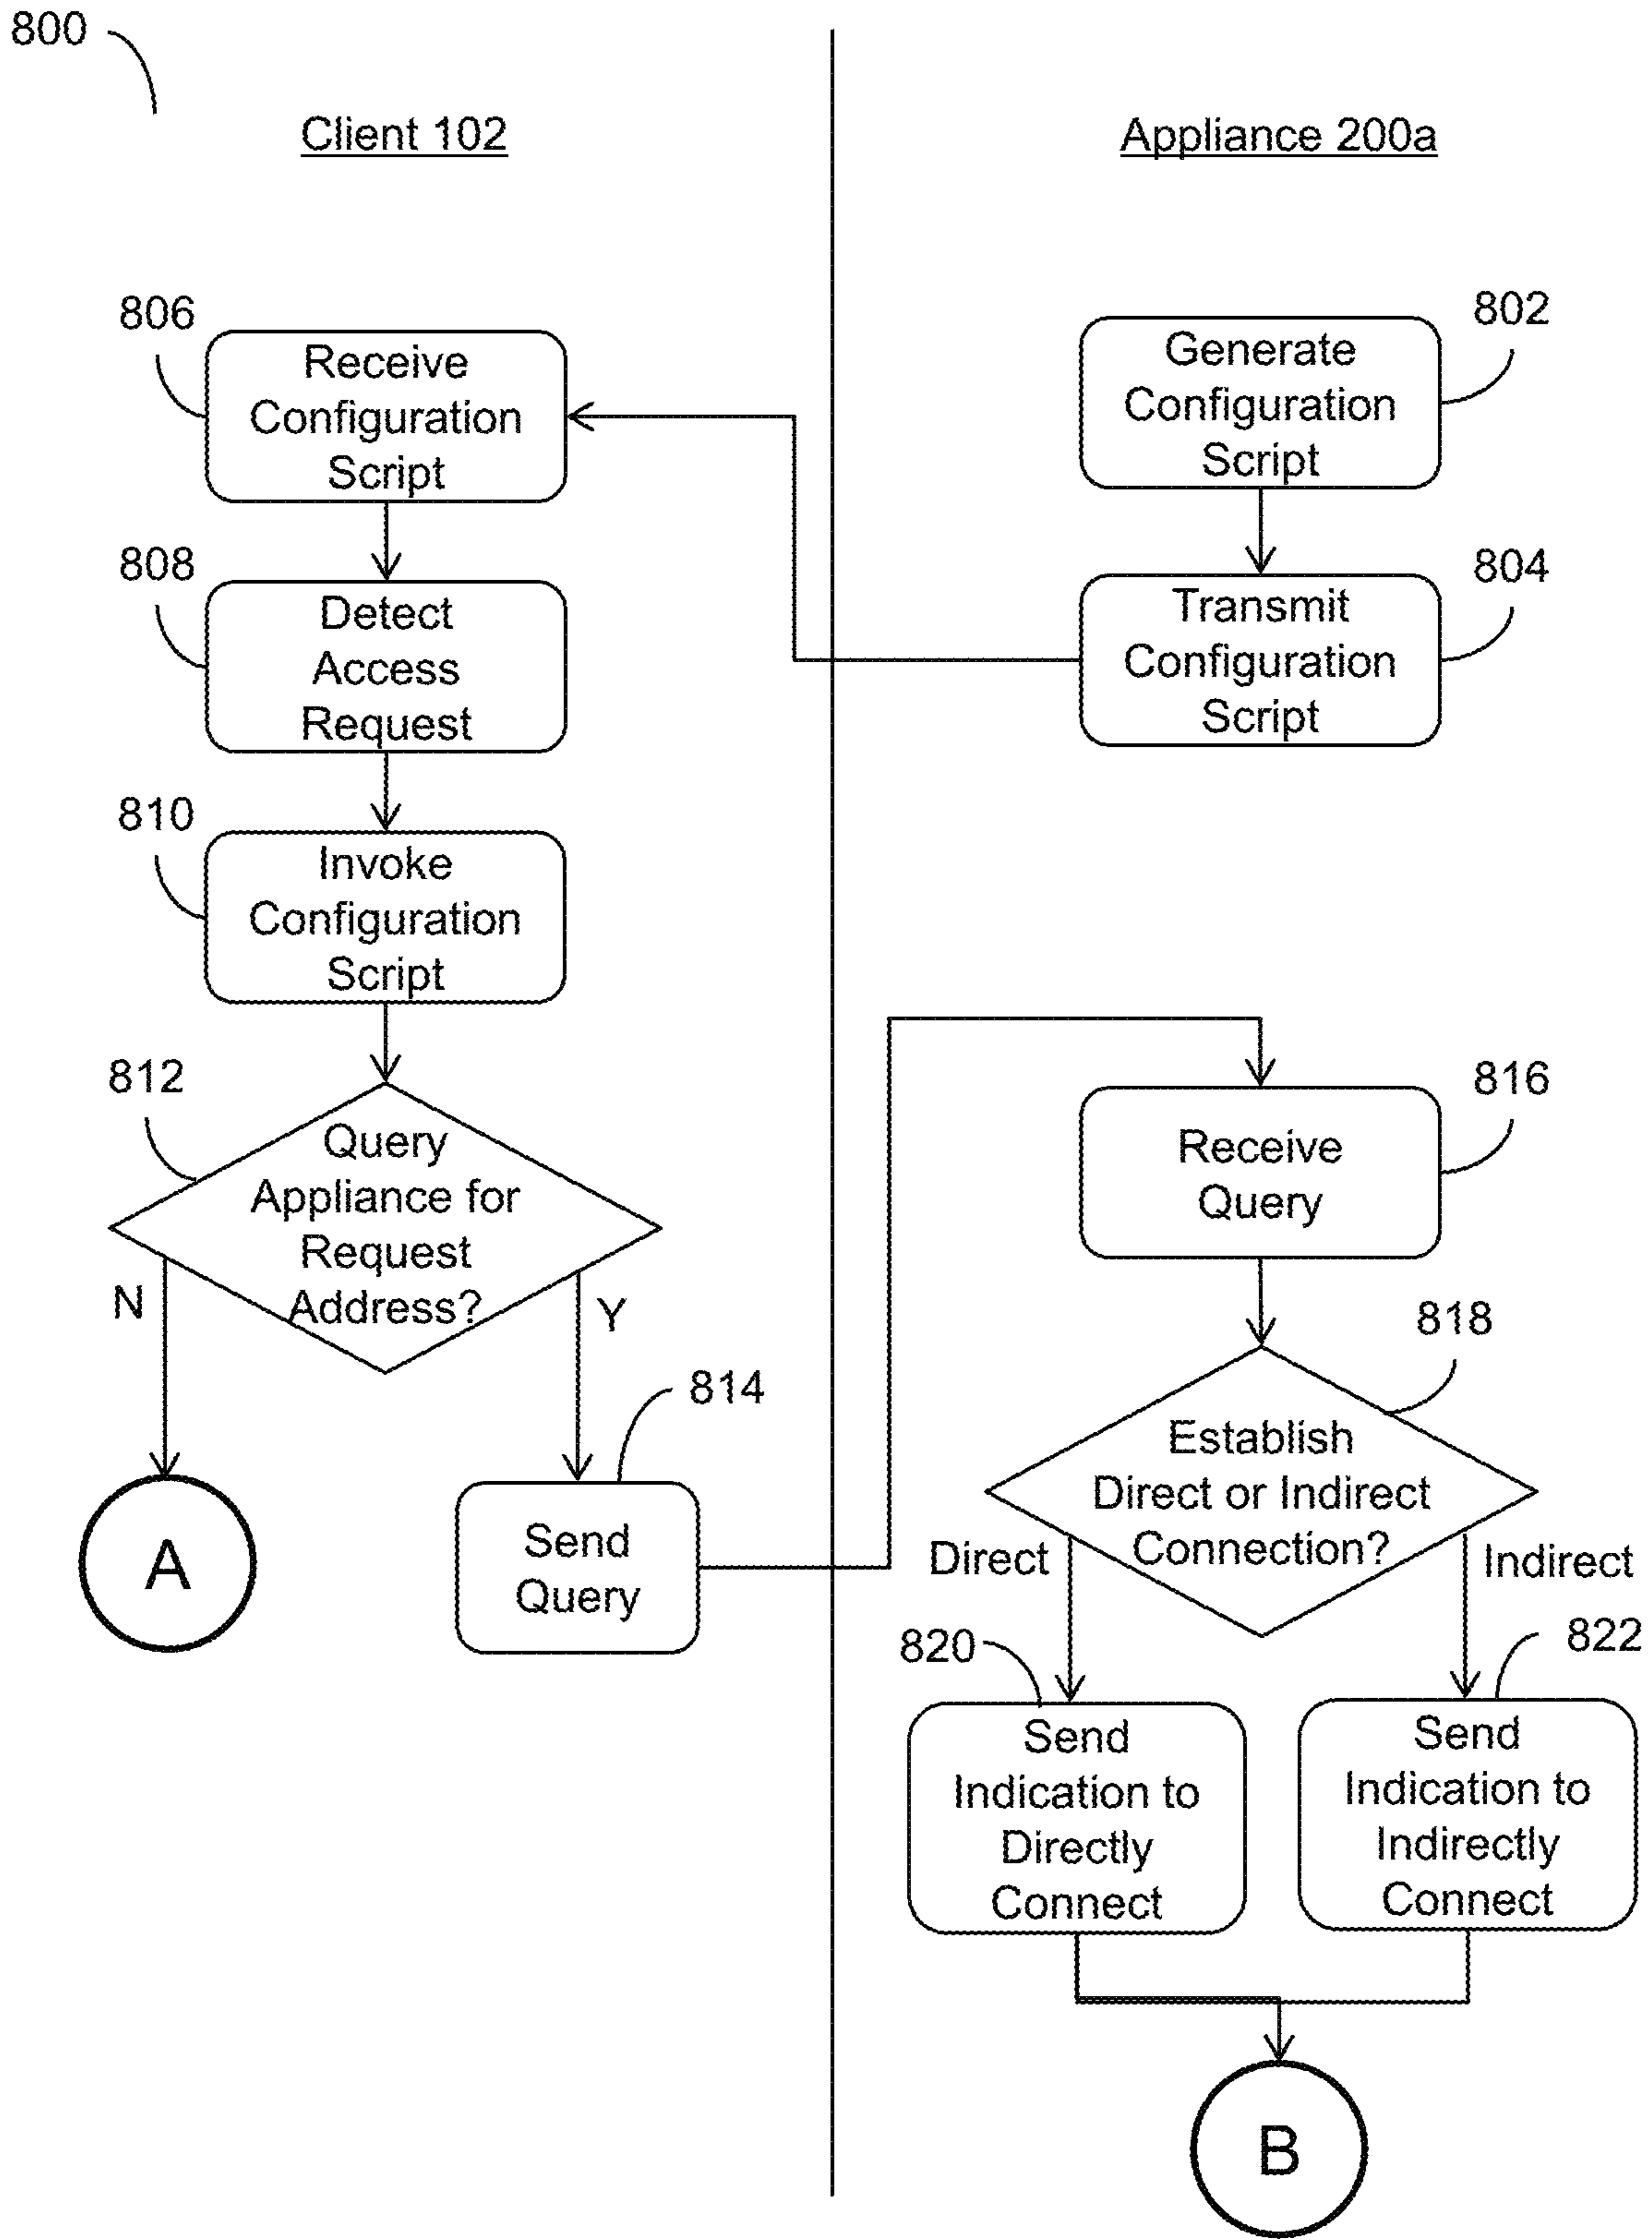 800
Client 102
Appliance 200a
806
Receive
Configuration
Script
802
Generate
Configuration
Script
808
Detect
Access
Request
804
Transmit
Configuration
Script
810
Invoke
Configuration
Script
812
Query
Appliance for
Request
Address?
N
Y
814
A
Send
Query
816
Receive
Query
818
Establish
Direct or Indirect
Connection?
Direct
Indirect
820
Send
Indication to
Directly
Connect
822
Send
Indication to
Indirectly
Connect
B